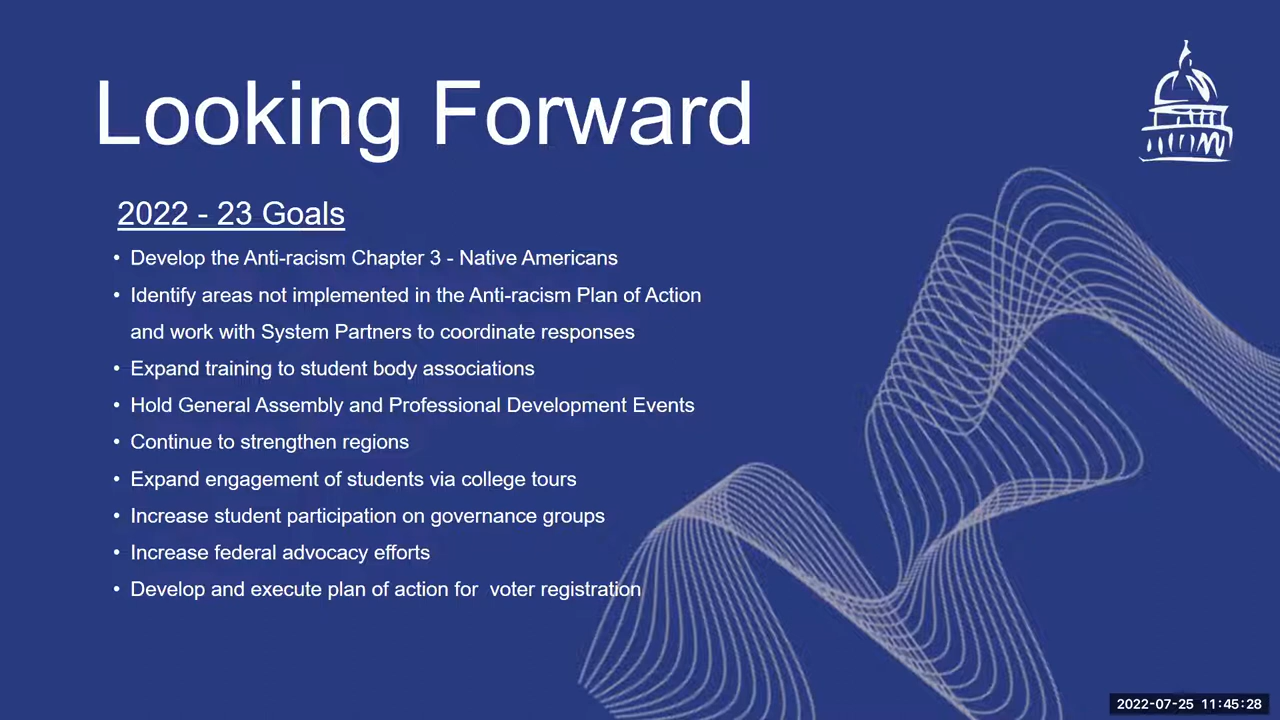 Looking Forward
2022 - 23 Goals
• Develop the Anti-racism Chapter 3 - Native Americans
• Identify areas not implemented in the Anti-racism Plan of Action
and work with System Partners to coordinate responses
• Expand training to student body associations
• Hold General Assembly and Professional Development Events
• Continue to strengthen regions
• Expand engagement of students via college tours
• Increase student participation on governance groups
• Increase federal advocacy efforts
• Develop and execute plan of action for  voter registration
2022-07-25 11:45:28